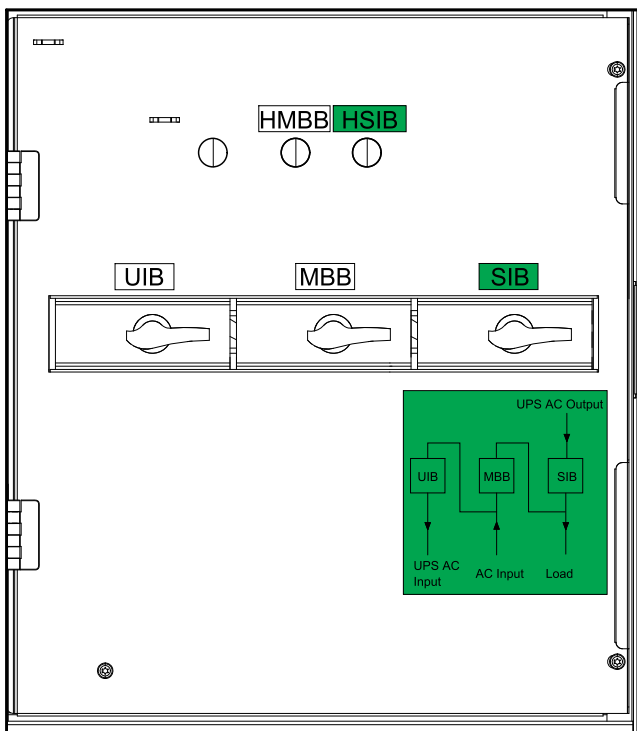 HMBB HSIB
UIB MBB SIB
UPS AC Output
UIB MBB SIB
UPS AC
Input
AC Input
Load